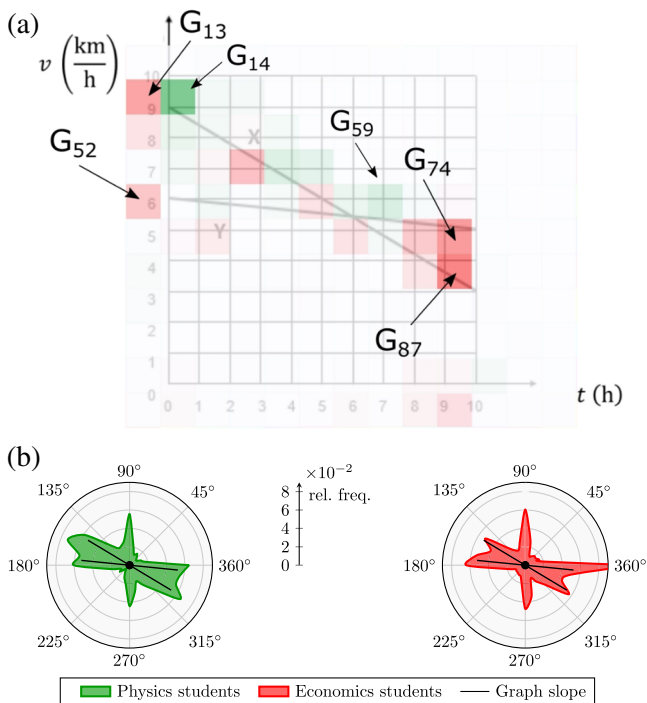 (a)
v (km/h)
G13
G14
G52
G59
G74
G87
X
Y
10
9
8
7
6
5
4
3
2
1
0
0 1 2 3 4 5 6 7 8 9 10
t (h)
(b)
90°
135° 45°
180° 360°
225° 315°
270°
×10⁻²
8 rel. freq.
6
4
2
0
90°
135° 45°
180° 360°
225° 315°
270°
Physics students Economics students Graph slope